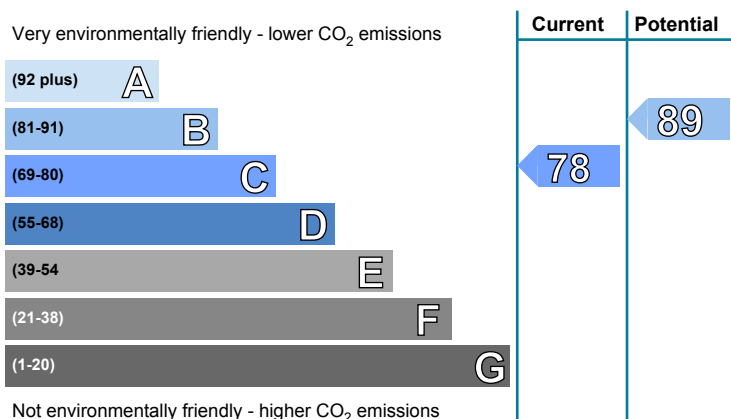 Very environmentally friendly - lower CO2 emissions
Current
Potential
(92 plus) A
(81-91) B
89
(69-80) C
78
(55-68) D
(39-54 E
(21-38) F
(1-20) G
Not environmentally friendly - higher CO2 emissions